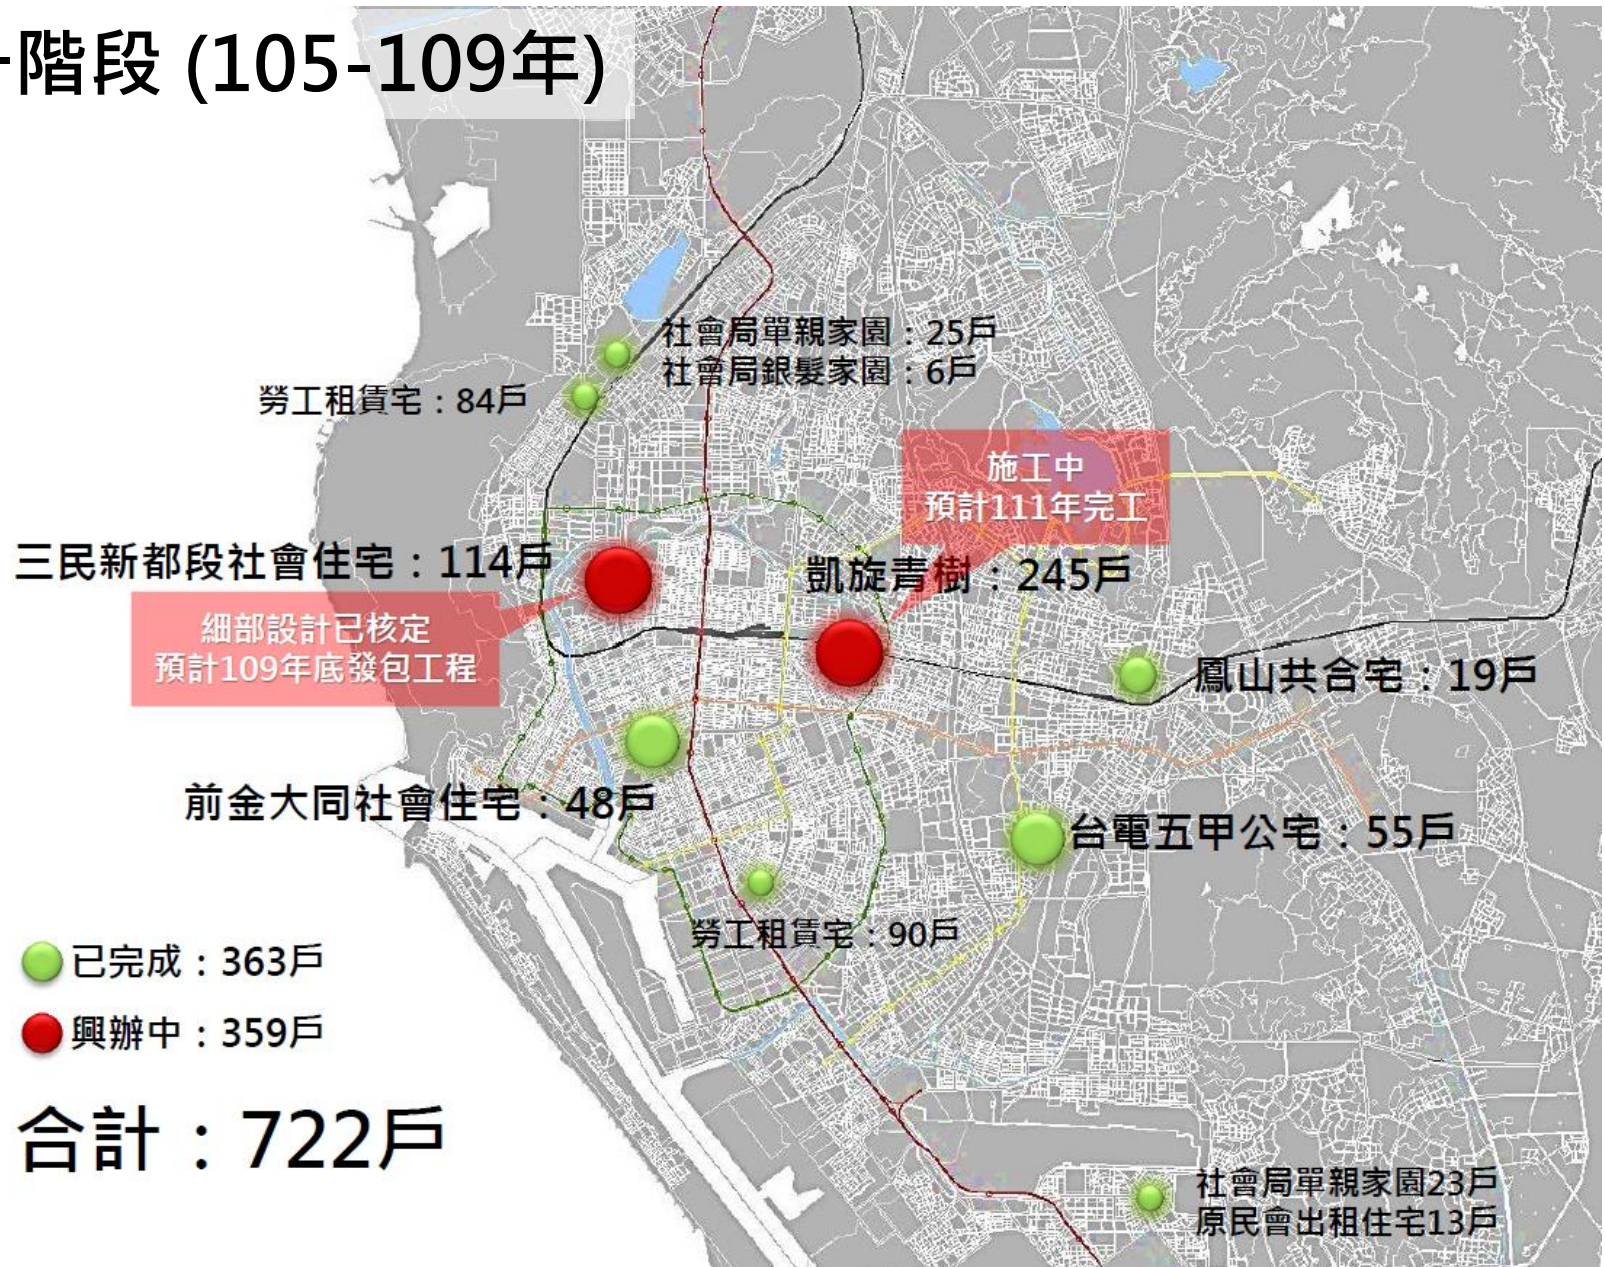 階段 (105-109年)
社會局單親家園：25戶
社會局銀髮家園：6戶
勞工租賃宅：84戶
施工中
預計111年完工
三民新都段社會住宅：114戶
凱旋青樹：245戶
細部設計已核定
預計109年底發包工程
鳳山共合宅：19戶
前金大同社會住宅：48戶
台電五甲公宅：55戶
勞工租賃宅：90戶
已完成：363戶
興辦中：359戶
合計：722戶
社會局單親家園23戶
原民會出租住宅13戶